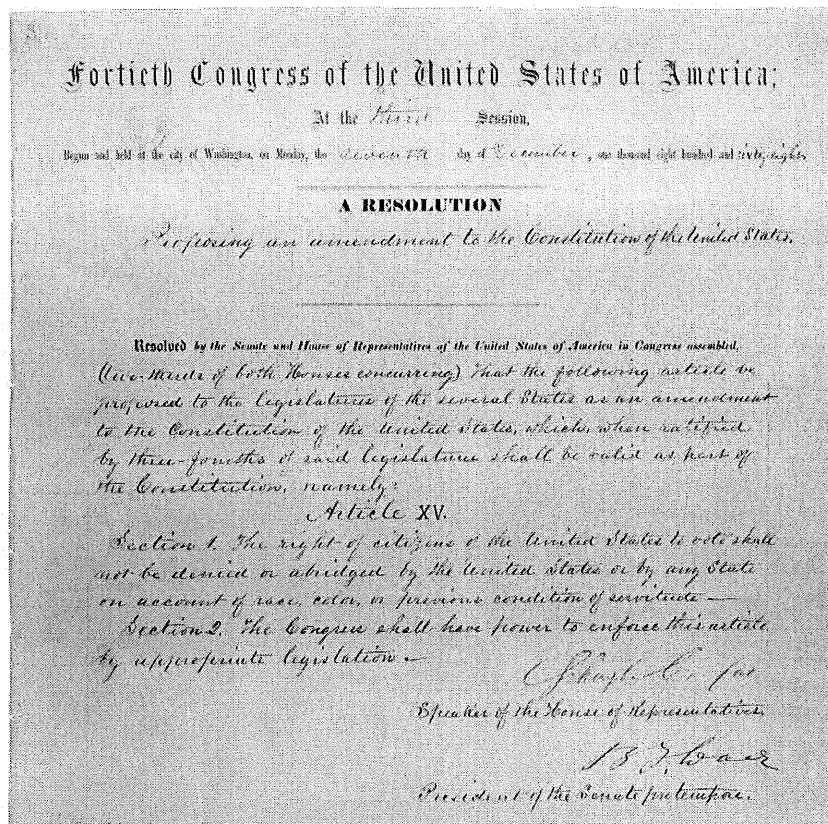 Fortieth Congress of the United States of America;
At the third Session,
Begun and held at the city of Washington, on Monday, the seventh day of December, one thousand eight hundred and sixty-eight
A RESOLUTION
Proposing an amendment to the Constitution of the United States.
Resolved by the Senate and House of Representatives of the United States of America in Congress assembled,
(two-thirds of both Houses concurring) That the following article be
proposed to the legislatures of the several States as an amendment
to the Constitution of the United States, which, when ratified
by three-fourths of said legislatures shall be valid as part of
the Constitution, namely:
Article XV.
Section 1. The right of citizens of the United States to vote shall
not be denied or abridged by the United States or by any State
on account of race, color, or previous condition of servitude —
Section 2. The Congress shall have power to enforce this article
by appropriate legislation —
Schuyler Colfax
Speaker of the House of Representatives.
B. F. Wade
President of the Senate pro tempore.